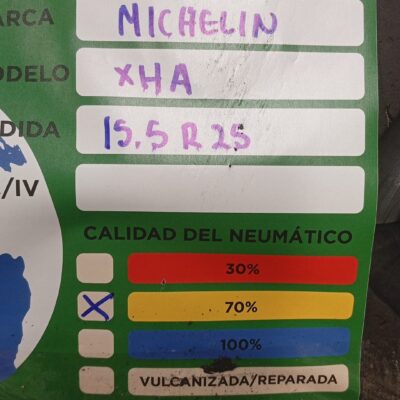 ARCA MICHELIN
ODELO XHA
DIDA 15.5 R 25
/IV
CALIDAD DEL NEUMÁTICO
30%
X 70%
100%
VULCANIZADA/REPARADA